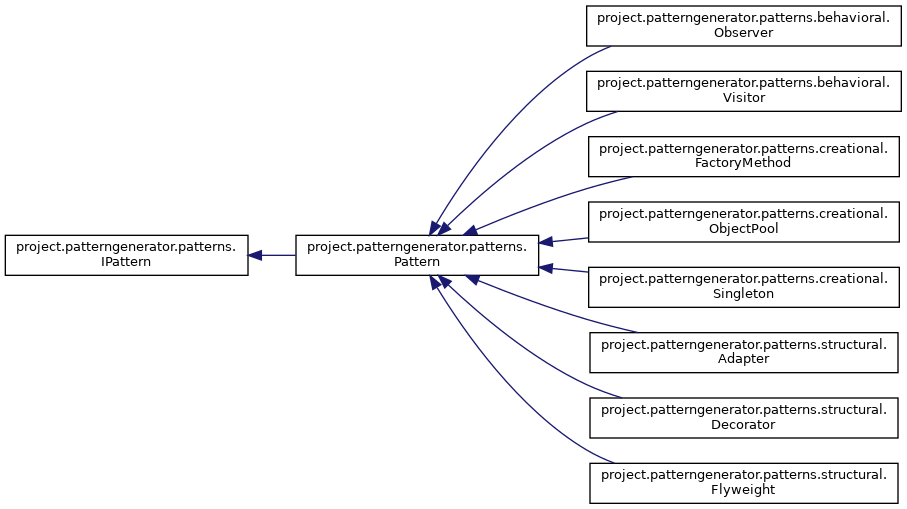 project.patterngenerator.patterns.behavioral.
Observer
project.patterngenerator.patterns.behavioral.
Visitor
project.patterngenerator.patterns.creational.
FactoryMethod
project.patterngenerator.patterns.creational.
ObjectPool
project.patterngenerator.patterns.
IPattern
project.patterngenerator.patterns.
Pattern
project.patterngenerator.patterns.creational.
Singleton
project.patterngenerator.patterns.structural.
Adapter
project.patterngenerator.patterns.structural.
Decorator
project.patterngenerator.patterns.structural.
Flyweight